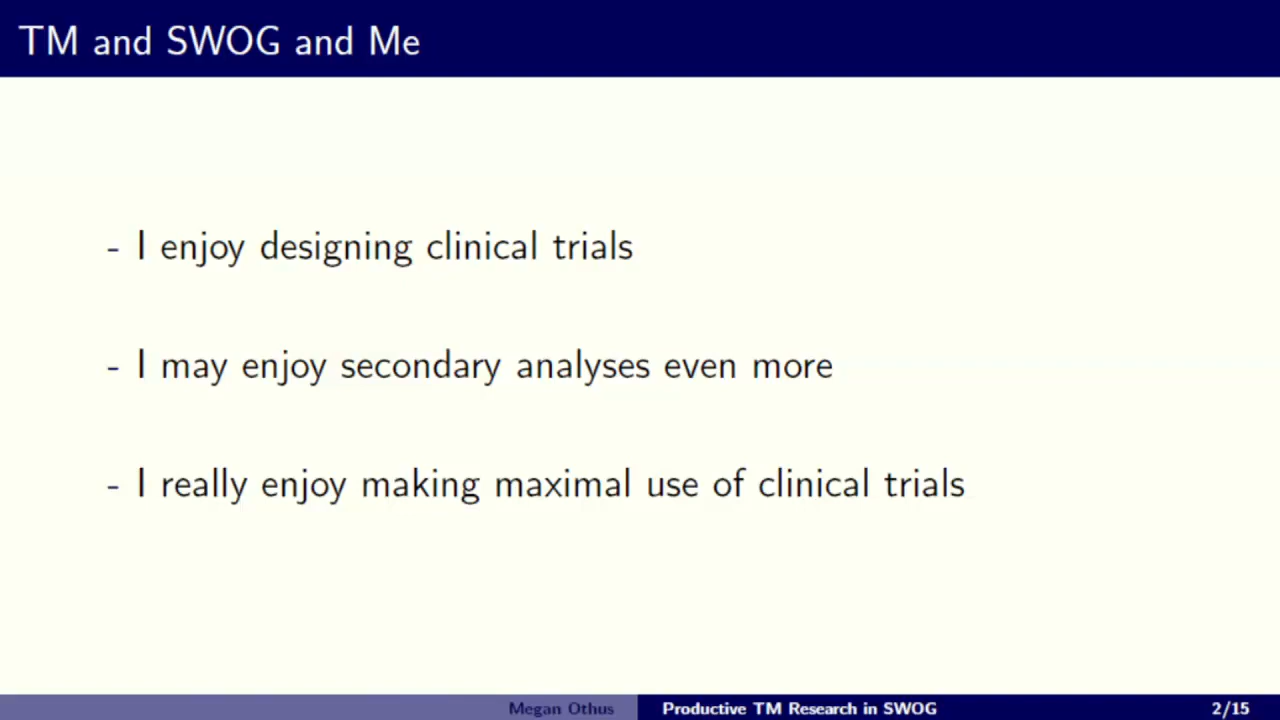 TM and SWOG and Me
- I enjoy designing clinical trials
- I may enjoy secondary analyses even more
- I really enjoy making maximal use of clinical trials
Megan Othus
Productive TM Research in SWOG
2/15